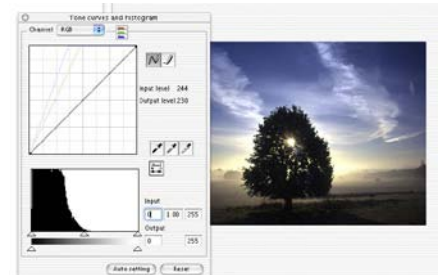 Tone curves and histogram
Channel RGB
Input level 244
Output level 230
Input
1.00 255
Output
0 255
Auto setting Reset